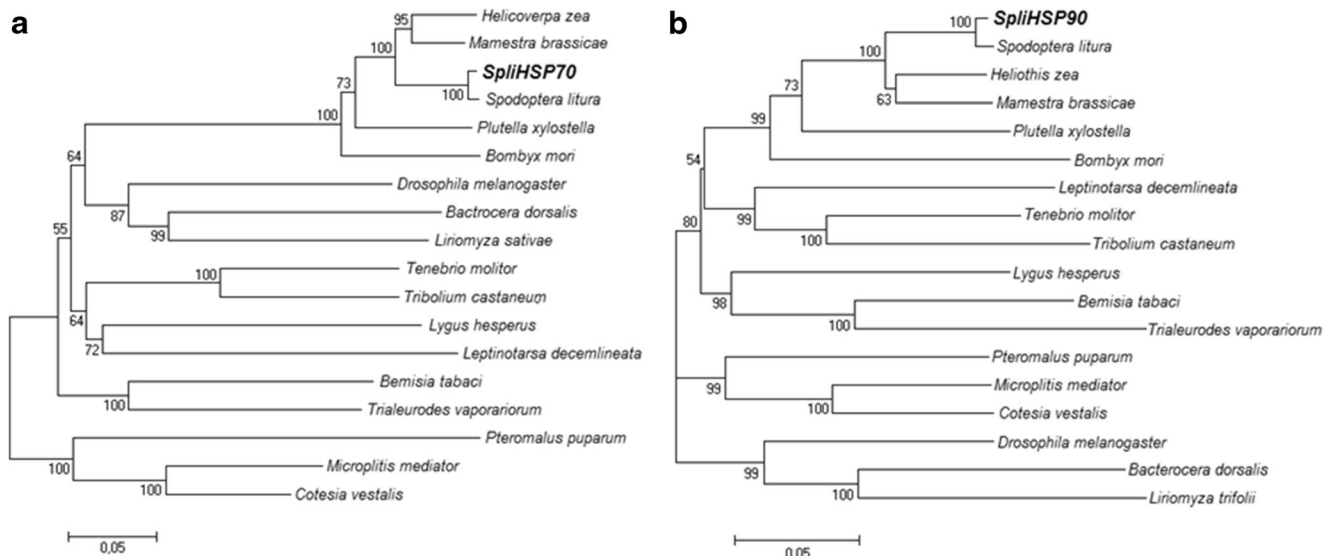 a
95
Helicoverpa zea
100
Mamestra brassicae
73
SpliHSP70
100
Spodoptera litura
100
Plutella xylostella
64
Bombyx mori
Drosophila melanogaster
87
Bactrocera dorsalis
99
Liriomyza sativae
55
100
Tenebrio molitor
Tribolium castaneum
64
Lygus hesperus
72
Leptinotarsa decemlineata
Bemisia tabaci
100
Trialeurodes vaporariorum
Pteromalus puparum
100
Microplitis mediator
100
Cotesia vestalis
0,05
b
100
SpliHSP90
100
Spodoptera litura
Heliothis zea
73
63
Mamestra brassicae
99
Plutella xylostella
54
Bombyx mori
Leptinotarsa decemlineata
99
Tenebrio molitor
80
100
Tribolium castaneum
Lygus hesperus
98
Bemisia tabaci
100
Trialeurodes vaporariorum
Pteromalus puparum
99
Microplitis mediator
100
Cotesia vestalis
Drosophila melanogaster
99
Bacterocera dorsalis
100
Liriomyza trifolii
0,05